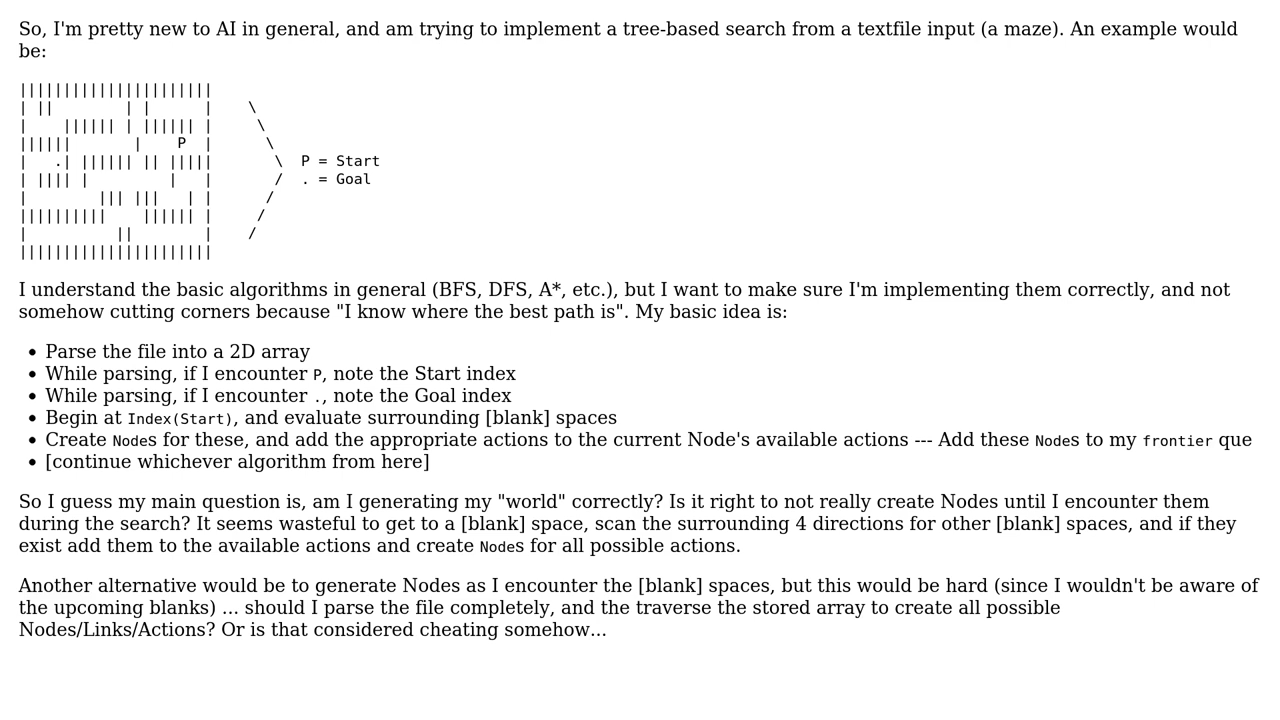 So, I'm pretty new to AI in general, and am trying to implement a tree-based search from a textfile input (a maze). An example would
be:
||||||||||||||||||||||
| ||        | |      |    \
|    |||||| | |||||| |     \
||||||       |    P  |      \
|   .| |||||| || |||||       \  P = Start
| |||| |         |   |       /  . = Goal
|        ||| |||   | |      /
||||||||||    |||||| |     /
|          ||        |    /
||||||||||||||||||||||
I understand the basic algorithms in general (BFS, DFS, A*, etc.), but I want to make sure I'm implementing them correctly, and not
somehow cutting corners because "I know where the best path is". My basic idea is:
• Parse the file into a 2D array
• While parsing, if I encounter P, note the Start index
• While parsing, if I encounter ., note the Goal index
• Begin at Index(Start), and evaluate surrounding [blank] spaces
• Create Nodes for these, and add the appropriate actions to the current Node's available actions --- Add these Nodes to my frontier que
• [continue whichever algorithm from here]
So I guess my main question is, am I generating my "world" correctly? Is it right to not really create Nodes until I encounter them
during the search? It seems wasteful to get to a [blank] space, scan the surrounding 4 directions for other [blank] spaces, and if they
exist add them to the available actions and create Nodes for all possible actions.
Another alternative would be to generate Nodes as I encounter the [blank] spaces, but this would be hard (since I wouldn't be aware of
the upcoming blanks) ... should I parse the file completely, and the traverse the stored array to create all possible
Nodes/Links/Actions? Or is that considered cheating somehow...